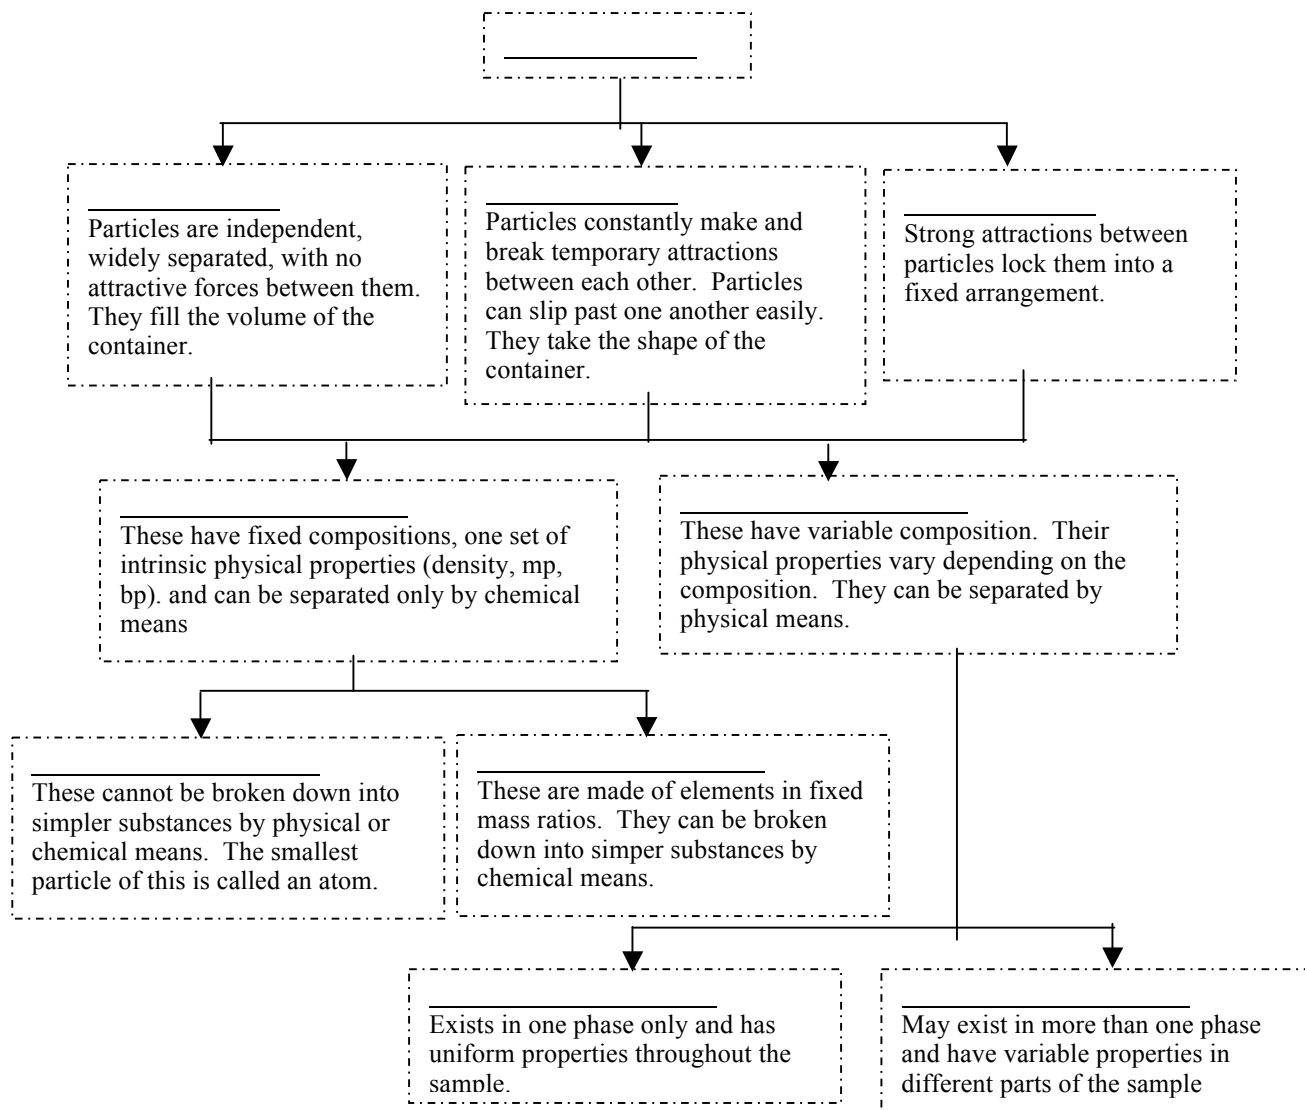 Particles are independent,
widely separated, with no
attractive forces between them.
They fill the volume of the
container.
Particles constantly make and
break temporary attractions
between each other.  Particles
can slip past one another easily.
They take the shape of the
container.
Strong attractions between
particles lock them into a
fixed arrangement.
These have fixed compositions, one set of
intrinsic physical properties (density, mp,
bp). and can be separated only by chemical
means
These have variable composition.  Their
physical properties vary depending on the
composition.  They can be separated by
physical means.
These cannot be broken down into
simpler substances by physical or
chemical means.  The smallest
particle of this is called an atom.
These are made of elements in fixed
mass ratios.  They can be broken
down into simper substances by
chemical means.
Exists in one phase only and has
uniform properties throughout the
sample.
May exist in more than one phase
and have variable properties in
different parts of the sample